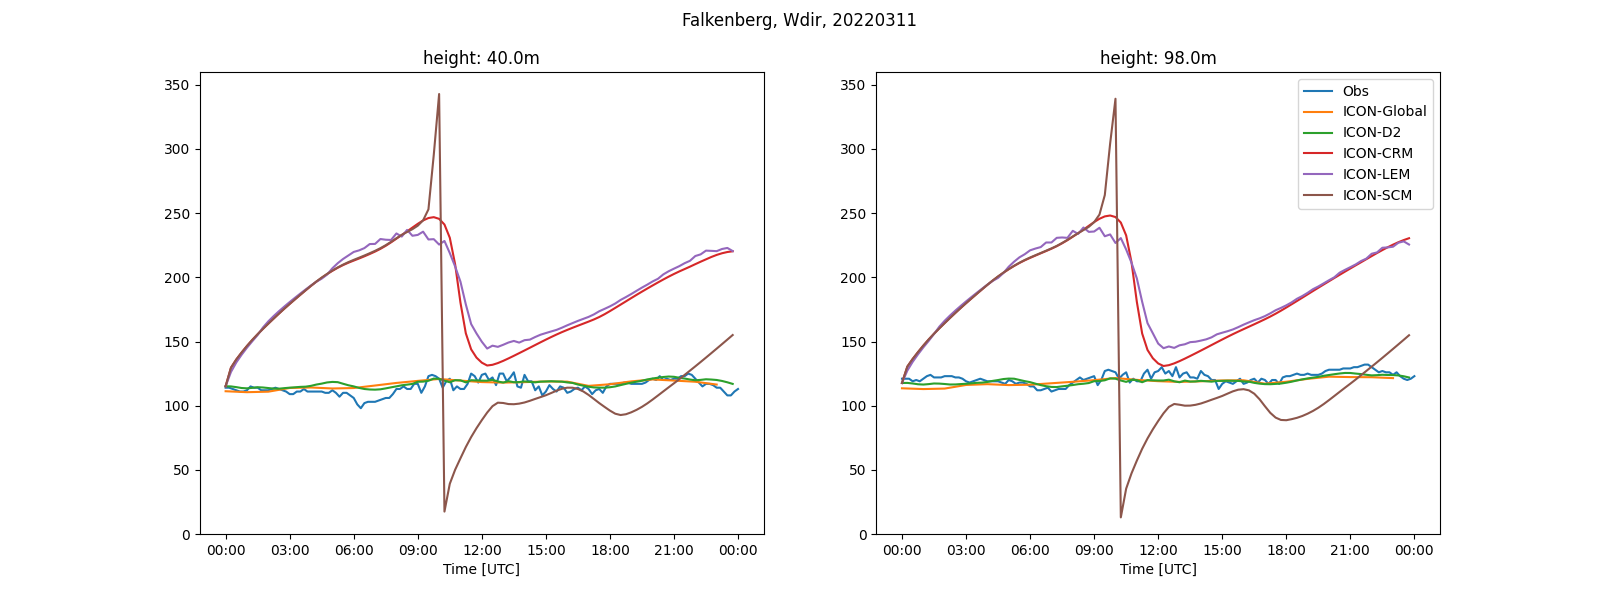 Falkenberg, Wdir, 20220311
height: 40.0m
350
300
250
200
150
100
50
0
00:00 03:00 06:00 09:00 12:00 15:00 18:00 21:00 00:00
Time [UTC]
height: 98.0m
350
300
250
200
150
100
50
0
Obs
ICON-Global
ICON-D2
ICON-CRM
ICON-LEM
ICON-SCM
00:00 03:00 06:00 09:00 12:00 15:00 18:00 21:00 00:00
Time [UTC]